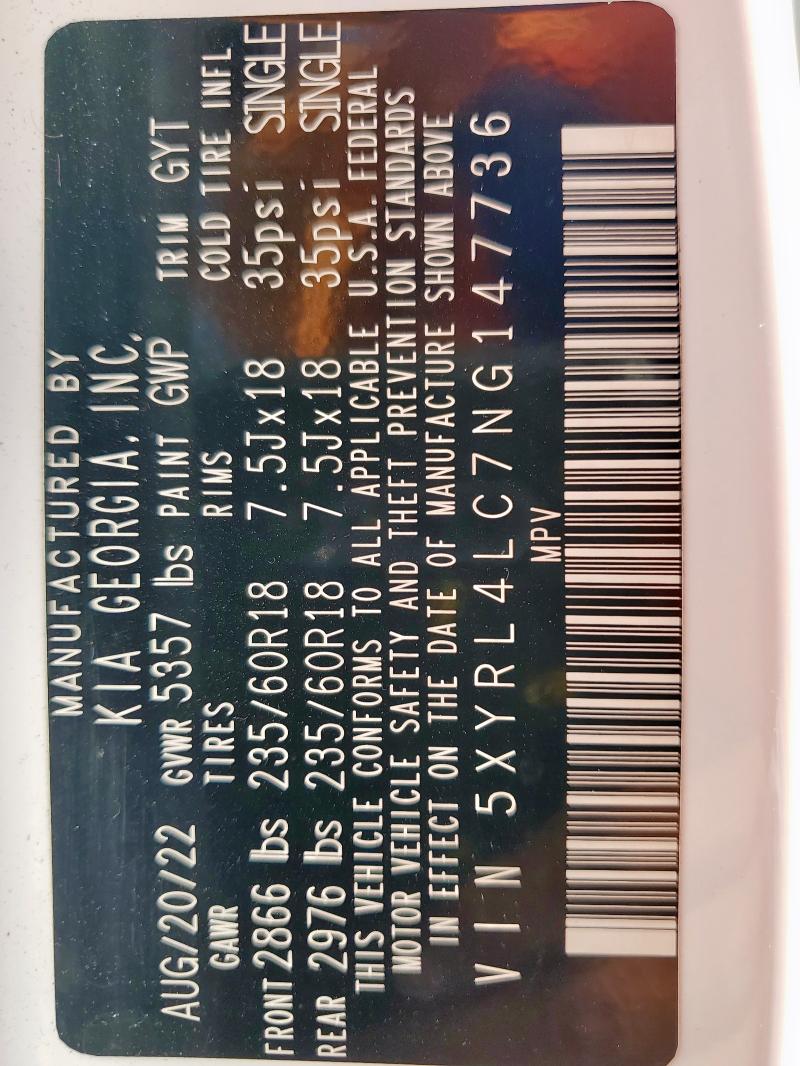 MANUFACTURED BY
KIA GEORGIA, INC.
AUG/20/22 GVWR 5357 lbs PAINT GWP TRIM GYT
GAWR TIRES RIMS COLD TIRE INFL
FRONT 2866 lbs 235/60R18 7.5Jx18 35psi SINGLE
REAR 2976 lbs 235/60R18 7.5Jx18 35psi SINGLE
THIS VEHICLE CONFORMS TO ALL APPLICABLE U.S.A. FEDERAL
MOTOR VEHICLE SAFETY AND THEFT PREVENTION STANDARDS
IN EFFECT ON THE DATE OF MANUFACTURE SHOWN ABOVE
VIN 5XYRL4LC7NG147736
MPV